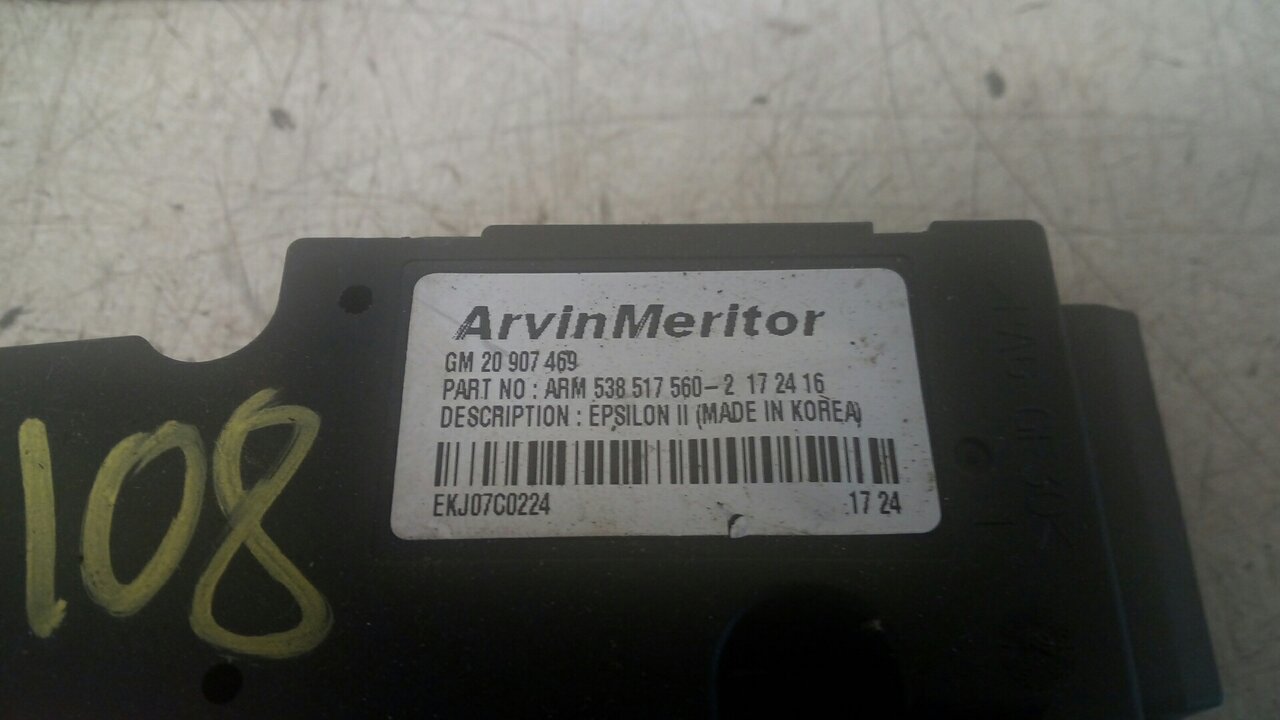 ArvinMeritor
GM 20 907 469
PART NO : ARM 538 517 560-2 17 24 16
DESCRIPTION : EPSILON II (MADE IN KOREA)
EKJ07C0224 17 24
108